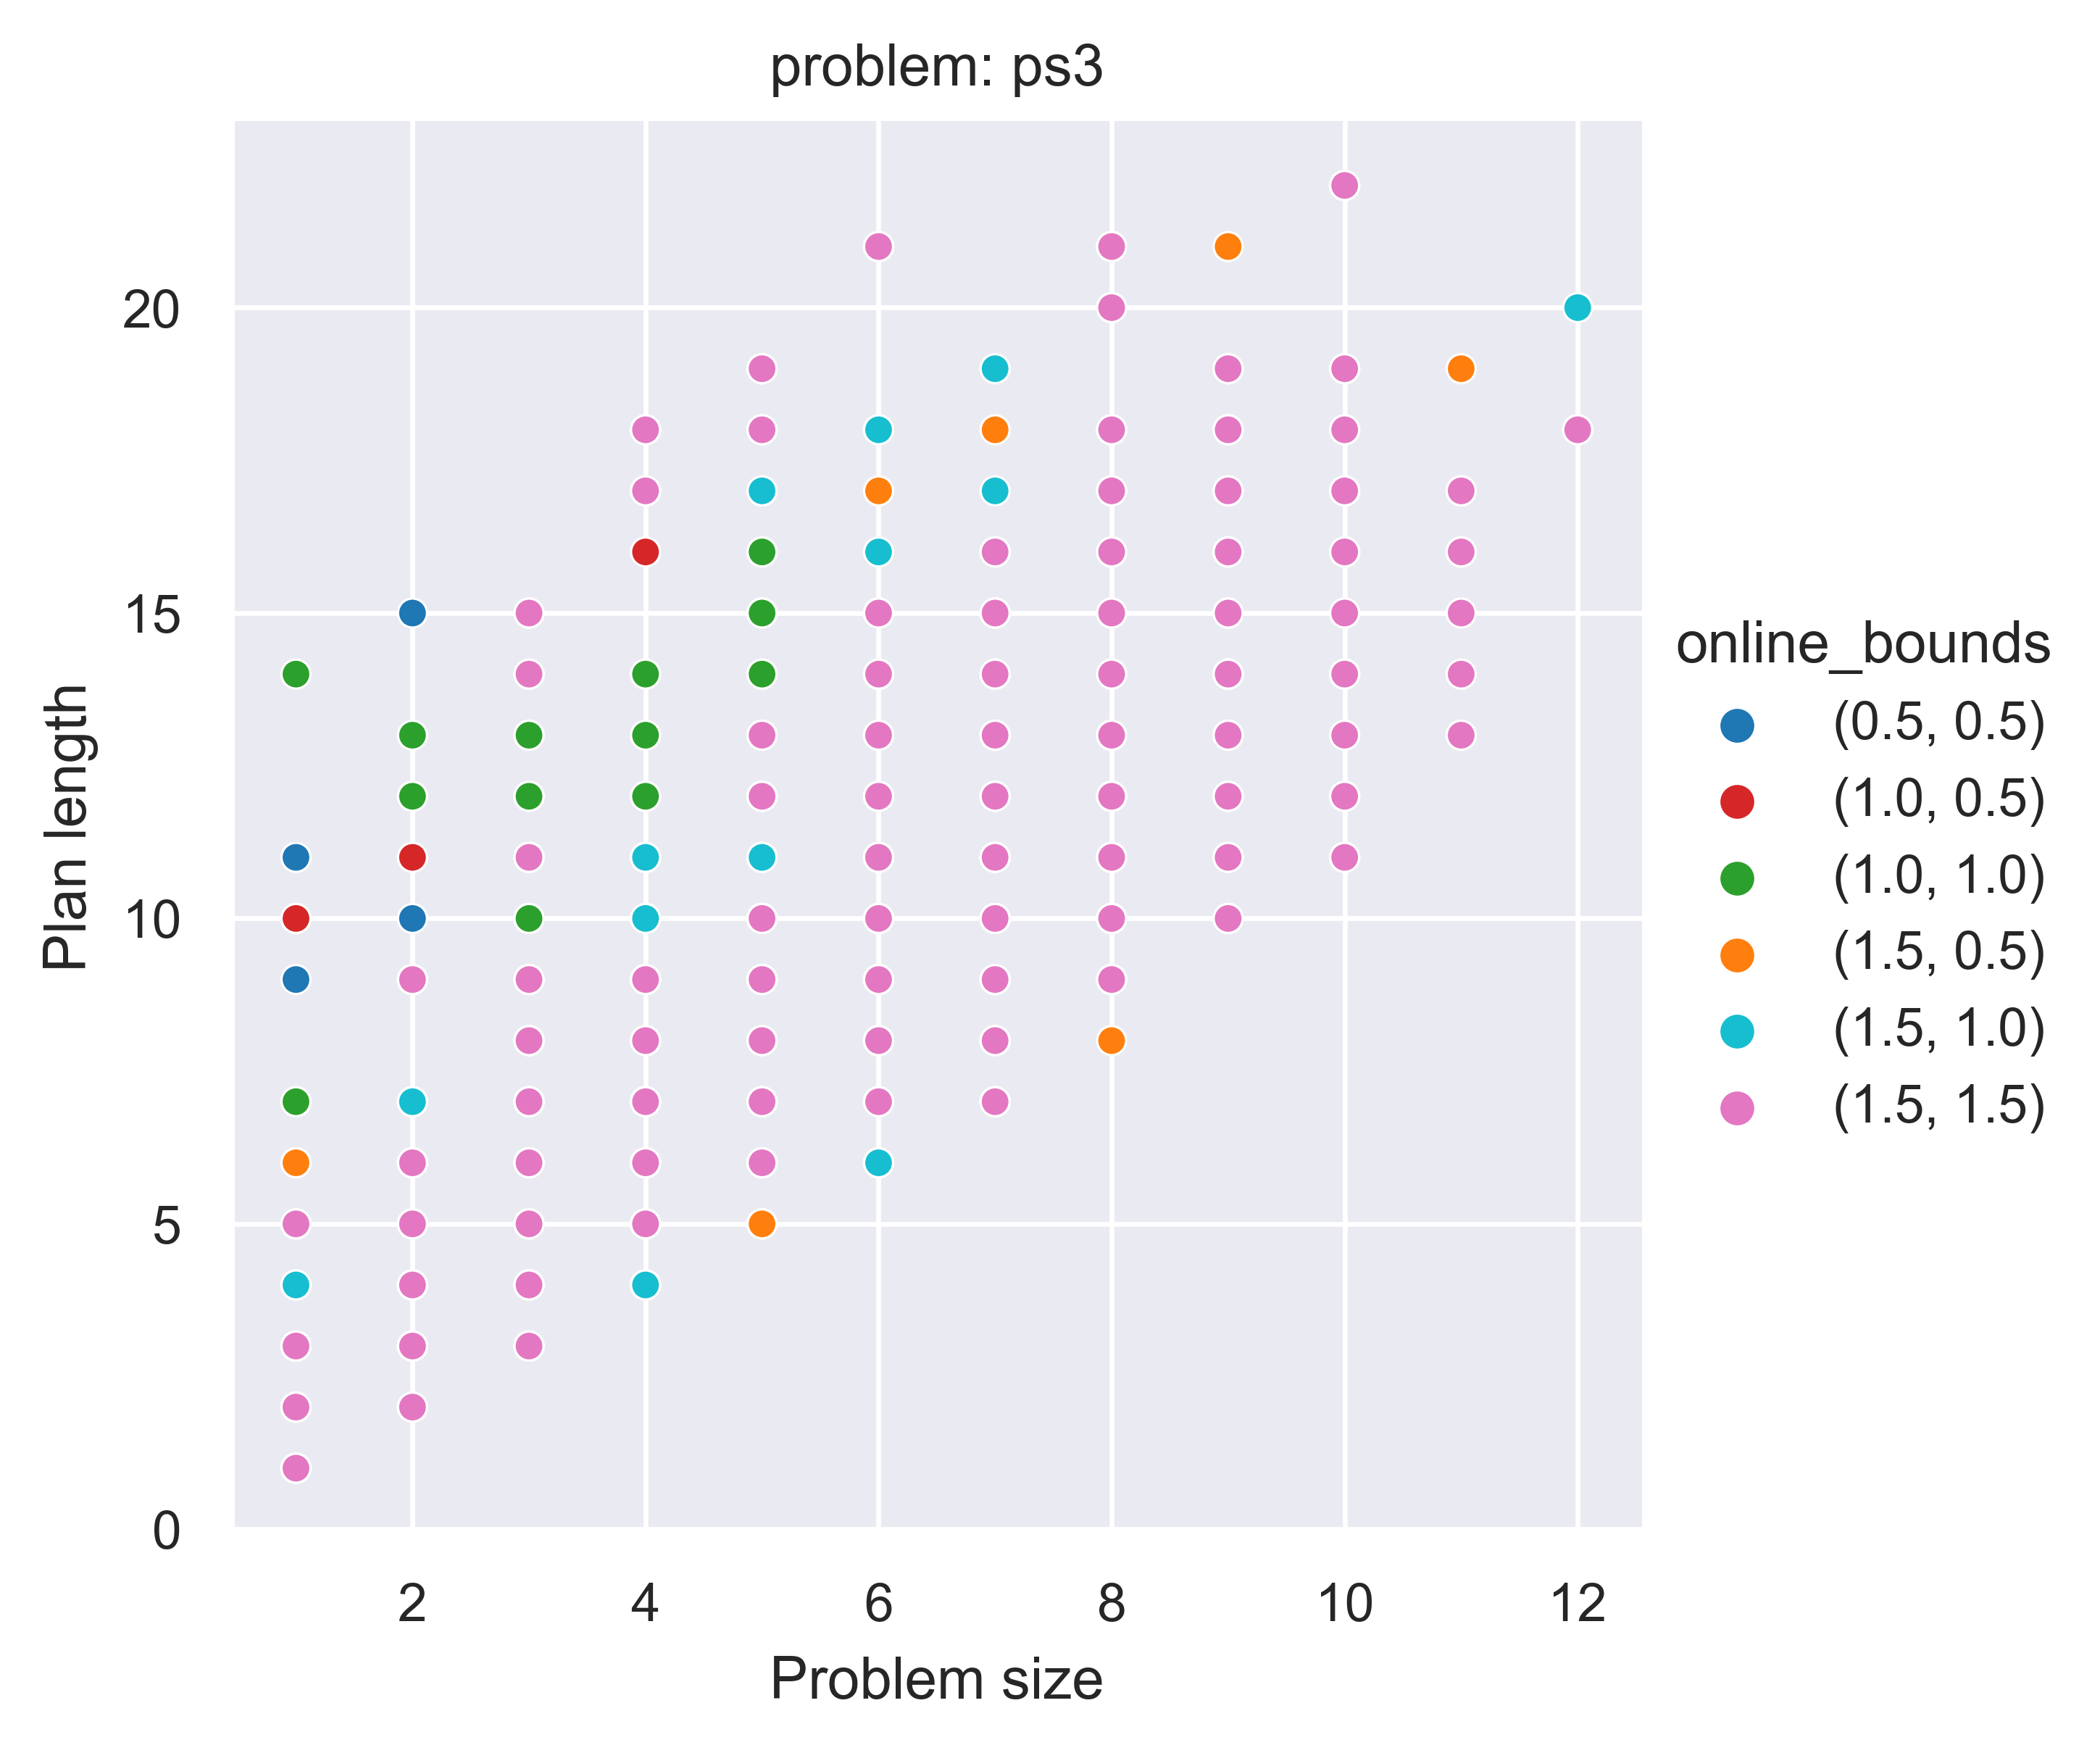 problem: ps3
20
15
10
5
0
Plan length
2 4 6 8 10 12
Problem size
online_bounds
(0.5, 0.5)
(1.0, 0.5)
(1.0, 1.0)
(1.5, 0.5)
(1.5, 1.0)
(1.5, 1.5)